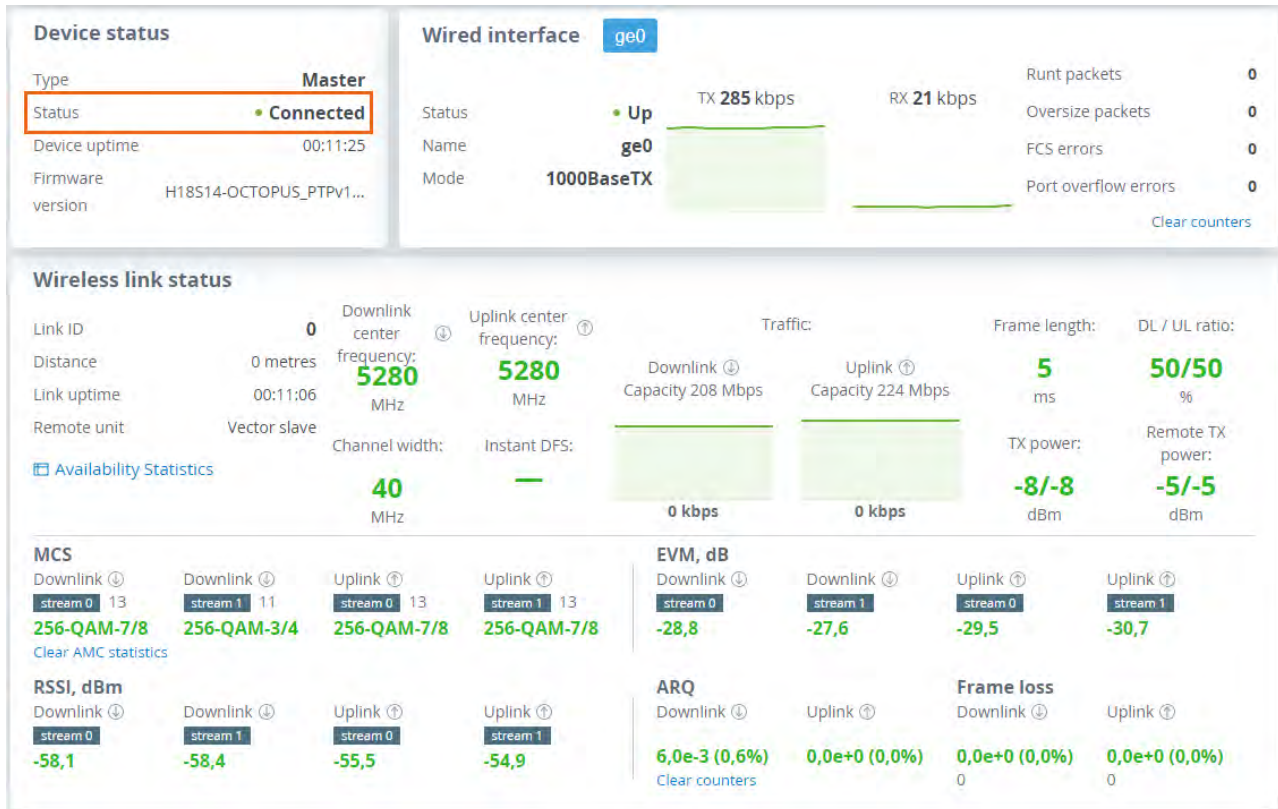 Device status
Type Master
Status • Connected
Device uptime 00:11:25
Firmware version H18S14-OCTOPUS_PTPv1...
Wired interface ge0
Status • Up
Name ge0
Mode 1000BaseTX
TX 285 kbps
RX 21 kbps
Runt packets 0
Oversize packets 0
FCS errors 0
Port overflow errors 0
Clear counters
Wireless link status
Link ID 0
Distance 0 metres
Link uptime 00:11:06
Remote unit Vector slave
Availability Statistics
Downlink
center
frequency:
5280
MHz
Uplink center
frequency:
5280
MHz
Channel width:
40
MHz
Instant DFS:
—
Traffic:
Downlink
Capacity 208 Mbps
0 kbps
Uplink
Capacity 224 Mbps
0 kbps
Frame length:
5
ms
DL / UL ratio:
50/50
%
TX power:
-8/-8
dBm
Remote TX
power:
-5/-5
dBm
MCS
Downlink Downlink Uplink Uplink
stream 0 13 stream 1 11 stream 0 13 stream 1 13
256-QAM-7/8 256-QAM-3/4 256-QAM-7/8 256-QAM-7/8
Clear AMC statistics
EVM, dB
Downlink Downlink Uplink Uplink
stream 0 stream 1 stream 0 stream 1
-28,8 -27,6 -29,5 -30,7
RSSI, dBm
Downlink Downlink Uplink Uplink
stream 0 stream 1 stream 0 stream 1
-58,1 -58,4 -55,5 -54,9
ARQ
Downlink Uplink
6,0e-3 (0,6%) 0,0e+0 (0,0%)
Clear counters
Frame loss
Downlink Uplink
0,0e+0 (0,0%) 0,0e+0 (0,0%)
0 0